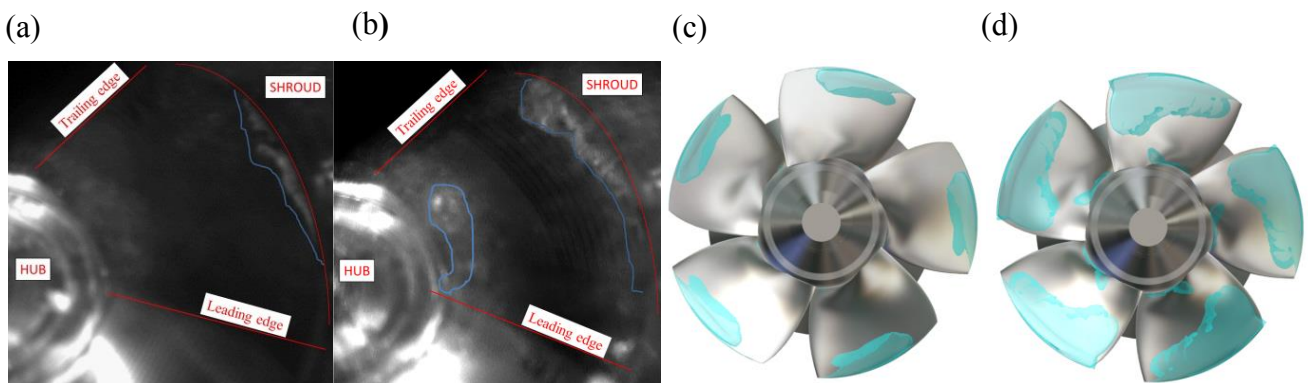 (a)
(b)
(c)
(d)
Trailing edge
SHROUD
HUB
Leading edge
Trailing edge
SHROUD
HUB
Leading edge